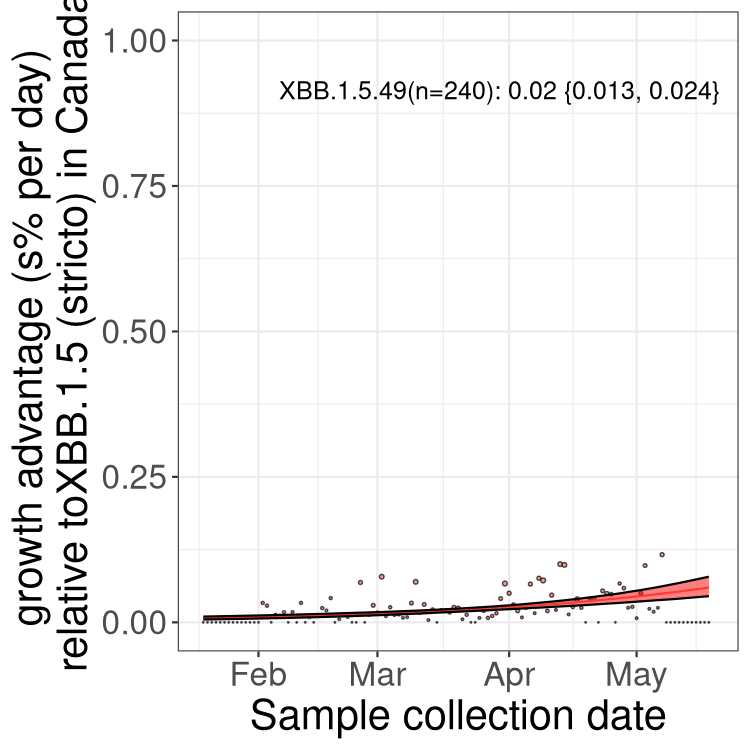 growth advantage (s% per day)
relative toXBB.1.5 (stricto) in Canada
1.00
0.75
0.50
0.25
0.00
XBB.1.5.49(n=240): 0.02 {0.013, 0.024}
Feb Mar Apr May
Sample collection date